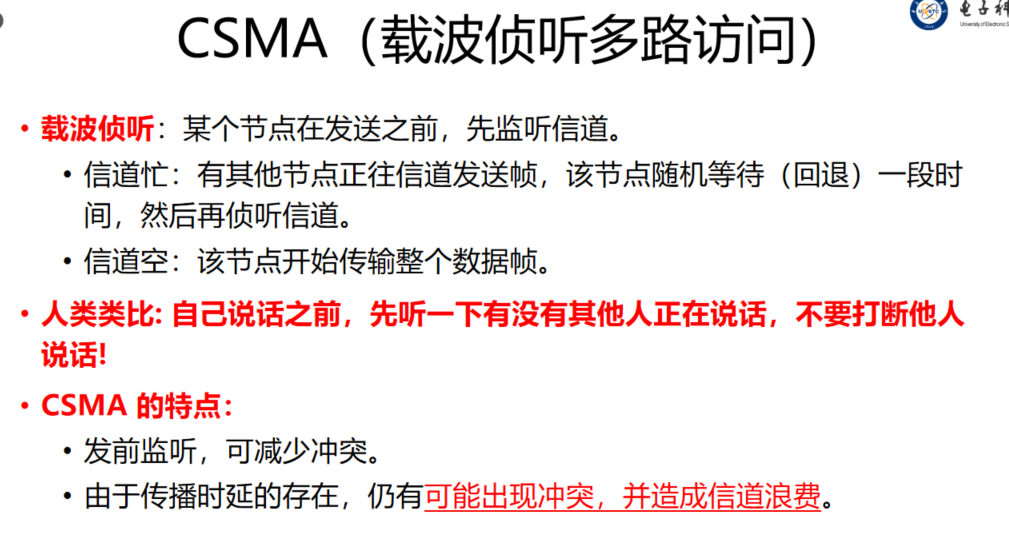 CSMA（载波侦听多路访问）
电子科
University of Electronic S
• 载波侦听：某个节点在发送之前，先监听信道。
• 信道忙：有其他节点正往信道发送帧，该节点随机等待（回退）一段时
间，然后再侦听信道。
• 信道空：该节点开始传输整个数据帧。
• 人类类比: 自己说话之前，先听一下有没有其他人正在说话，不要打断他人
说话!
• CSMA 的特点：
• 发前监听，可减少冲突。
• 由于传播时延的存在，仍有可能出现冲突，并造成信道浪费。